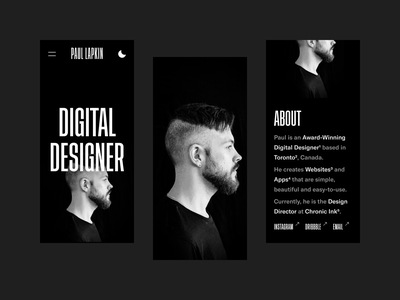 PAUL LAPKIN
DIGITAL
DESIGNER
ABOUT
Paul is an Award-Winning
Digital Designer¹ based in
Toronto², Canada.
He creates Websites³ and
Apps⁴ that are simple,
beautiful and easy-to-use.
Currently, he is the Design
Director at Chronic Ink⁵.
INSTAGRAM DRIBBBLE EMAIL